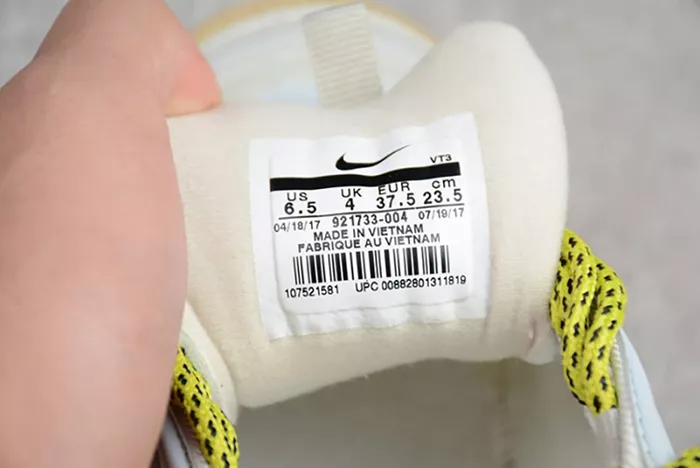 VT3
US UK EUR cm
6.5 4 37.5 23.5
04/18/17 921733-004 07/19/17
MADE IN VIETNAM
FABRIQUE AU VIETNAM
107521581 UPC 00882801311819